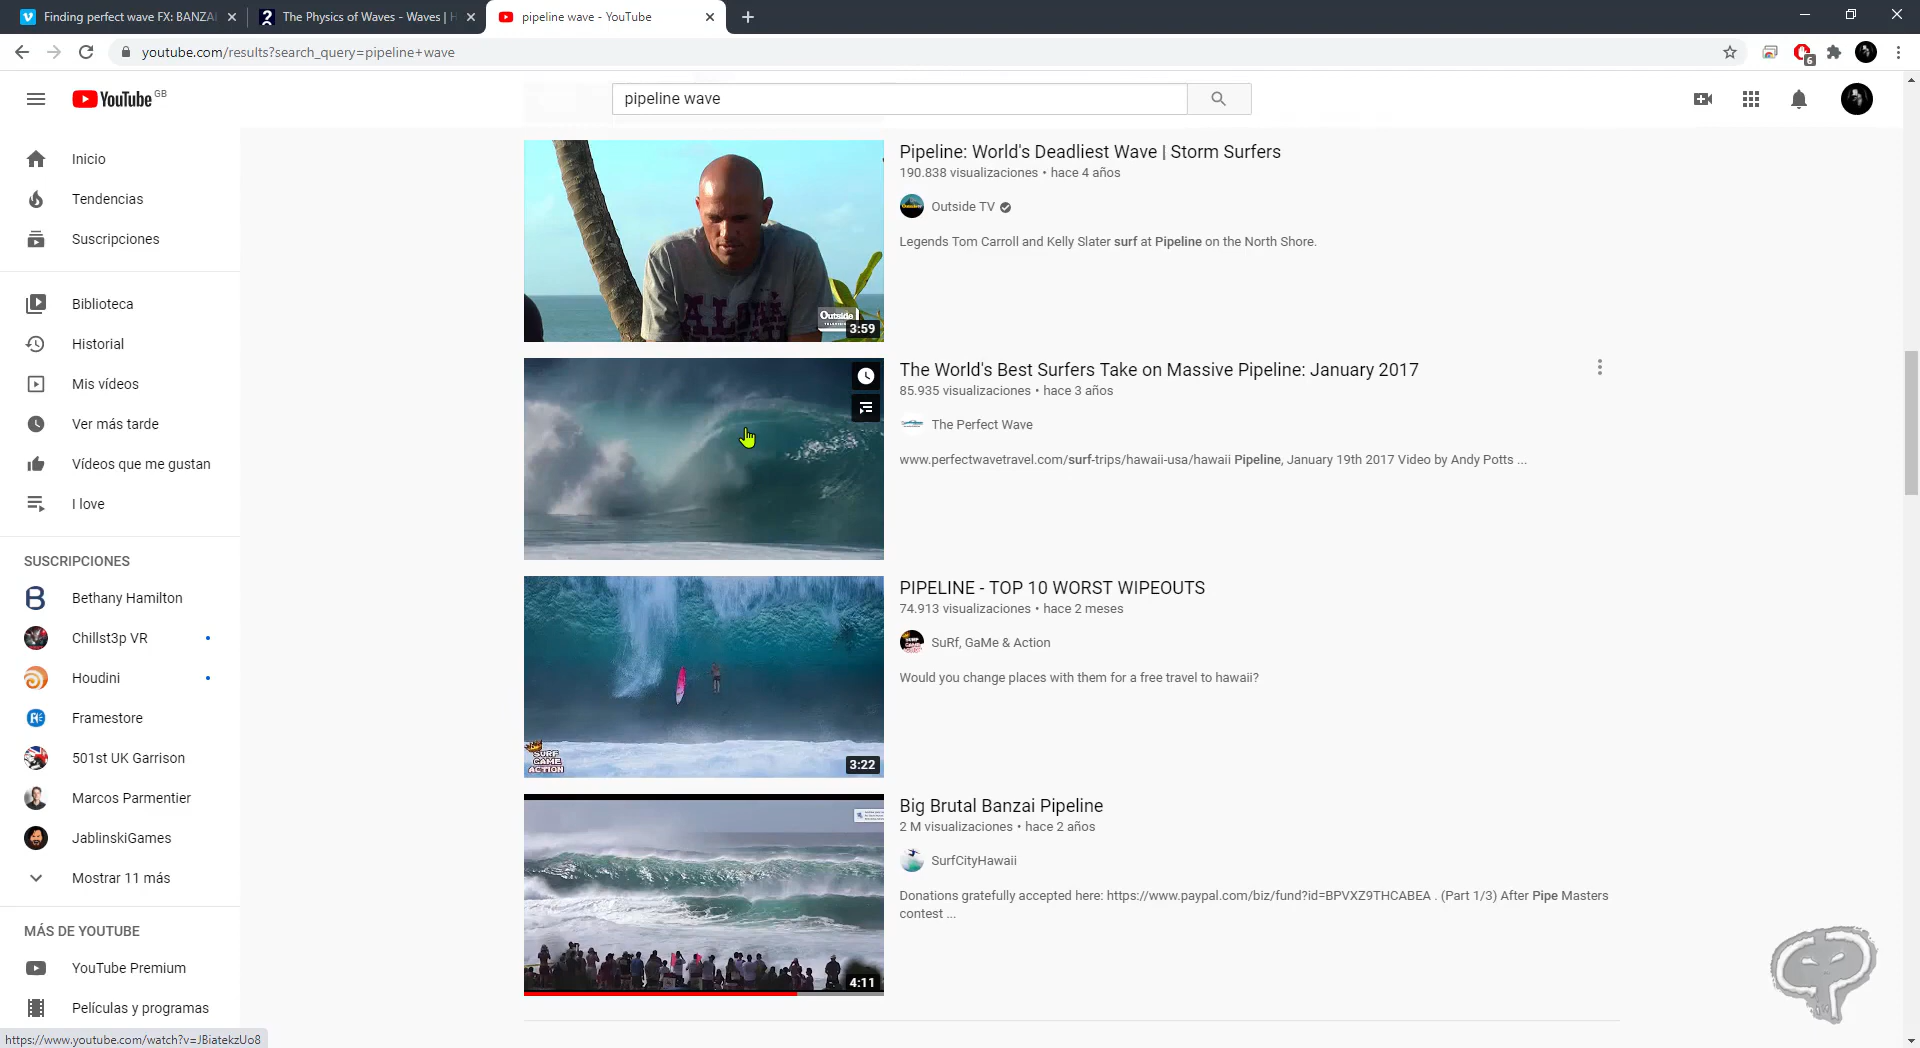 Finding perfect wave FX: BANZAI
The Physics of Waves - Waves | H
pipeline wave - YouTube
youtube.com/results?search_query=pipeline+wave
6
YouTube GB
pipeline wave
Inicio
Tendencias
Suscripciones
Biblioteca
Historial
Mis vídeos
Ver más tarde
Vídeos que me gustan
I love
SUSCRIPCIONES
Bethany Hamilton
Chillst3p VR
Houdini
Framestore
501st UK Garrison
Marcos Parmentier
JablinskiGames
Mostrar 11 más
MÁS DE YOUTUBE
YouTube Premium
Películas y programas
https://www.youtube.com/watch?v=JBiatekzUo8
Outside
3:59
Pipeline: World's Deadliest Wave | Storm Surfers
190.838 visualizaciones • hace 4 años
Outside TV
Legends Tom Carroll and Kelly Slater surf at Pipeline on the North Shore.
The World's Best Surfers Take on Massive Pipeline: January 2017
85.935 visualizaciones • hace 3 años
The Perfect Wave
www.perfectwavetravel.com/surf-trips/hawaii-usa/hawaii Pipeline, January 19th 2017 Video by Andy Potts ...
SURF
GAME
ACTION
3:22
PIPELINE - TOP 10 WORST WIPEOUTS
74.913 visualizaciones • hace 2 meses
SuRf, GaMe & Action
Would you change places with them for a free travel to hawaii?
4:11
Big Brutal Banzai Pipeline
2 M visualizaciones • hace 2 años
SurfCityHawaii
Donations gratefully accepted here: https://www.paypal.com/biz/fund?id=BPVXZ9THCABEA . (Part 1/3) After Pipe Masters
contest ...